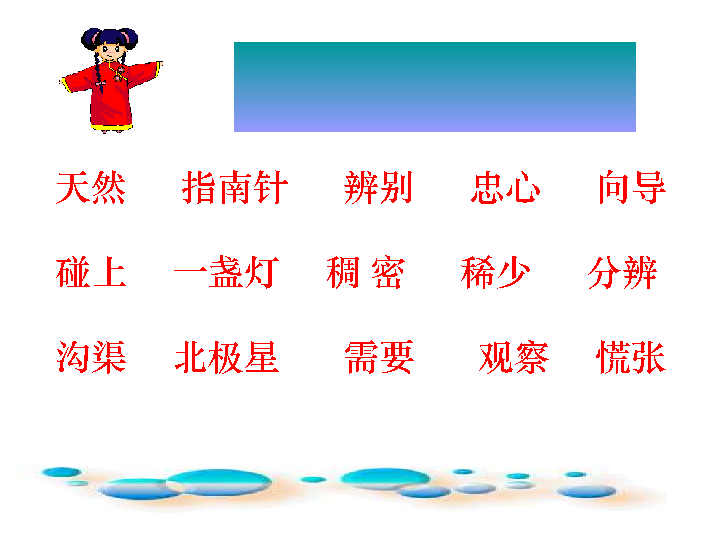 天然 指南针 辨别 忠心 向导
碰上 一盏灯 稠 密 稀少 分辨
沟渠 北极星 需要 观察 慌张